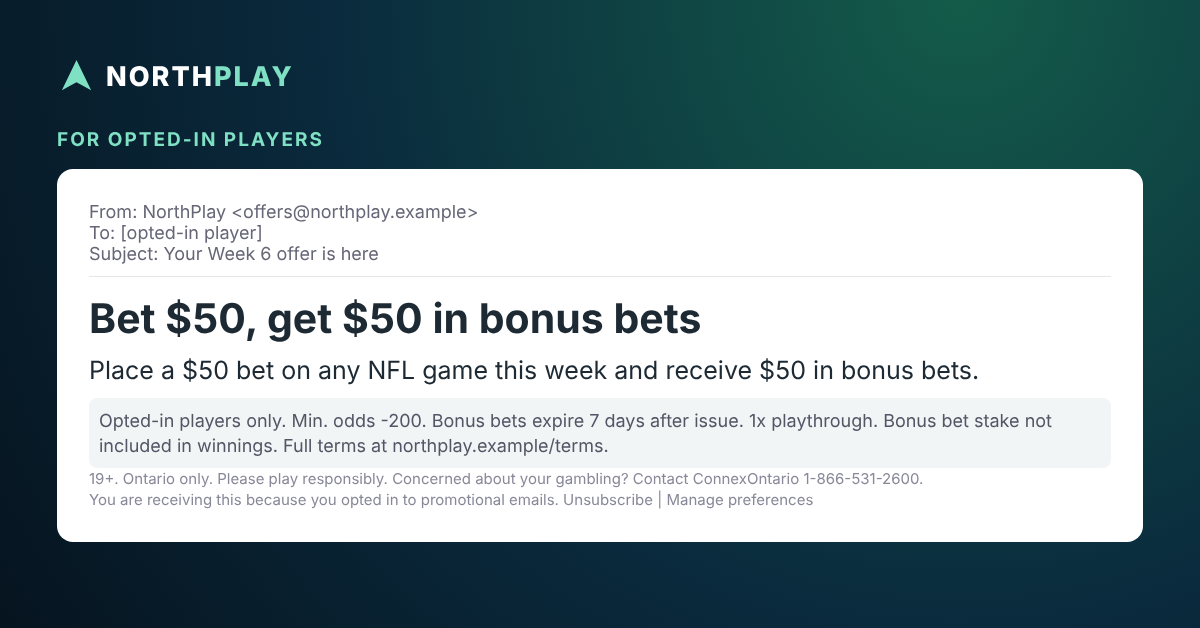 NORTHPLAY
FOR OPTED-IN PLAYERS
From: NorthPlay <offers@northplay.example>
To: [opted-in player]
Subject: Your Week 6 offer is here
Bet $50, get $50 in bonus bets
Place a $50 bet on any NFL game this week and receive $50 in bonus bets.
Opted-in players only. Min. odds -200. Bonus bets expire 7 days after issue. 1x playthrough. Bonus bet stake not
included in winnings. Full terms at northplay.example/terms.
19+. Ontario only. Please play responsibly. Concerned about your gambling? Contact ConnexOntario 1-866-531-2600.
You are receiving this because you opted in to promotional emails. Unsubscribe | Manage preferences